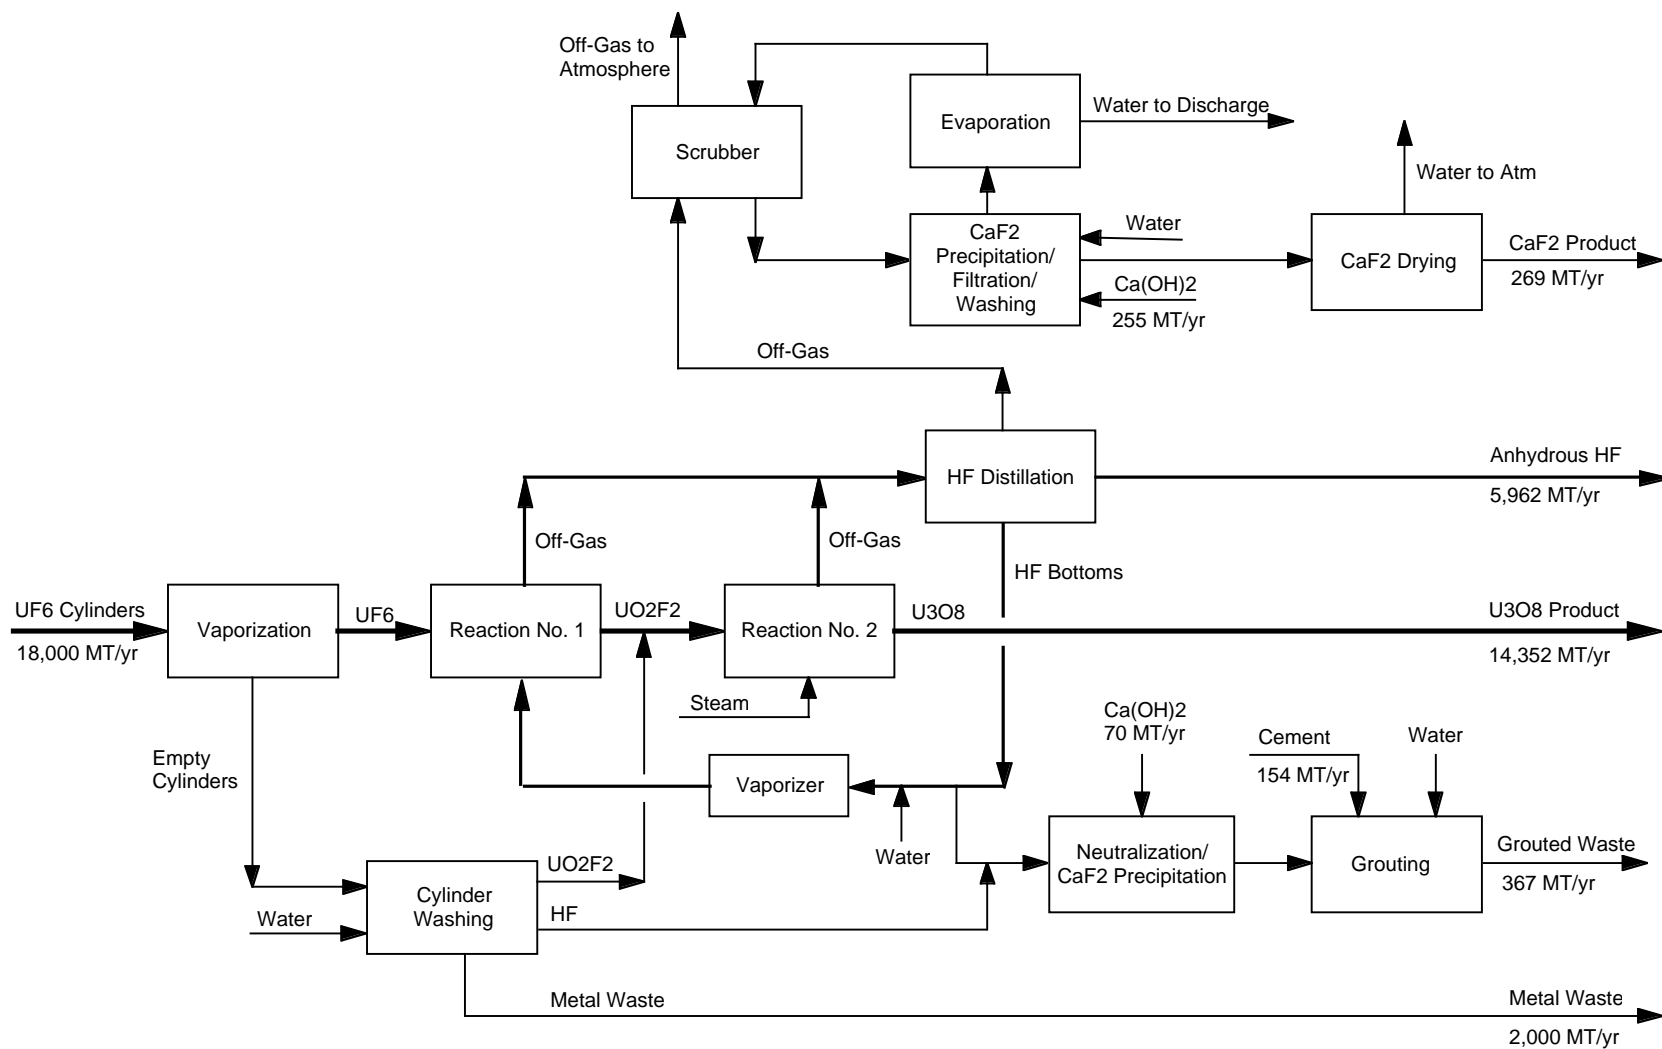 Off-Gas to
Atmosphere
Scrubber
Evaporation
Water to Discharge
Water to Atm
CaF2
Precipitation/
Filtration/
Washing
Water
Ca(OH)2
255 MT/yr
CaF2 Drying
CaF2 Product
269 MT/yr
Off-Gas
HF Distillation
Anhydrous HF
5,962 MT/yr
Off-Gas
Off-Gas
HF Bottoms
UF6 Cylinders
18,000 MT/yr
Vaporization
UF6
Reaction No. 1
UO2F2
Reaction No. 2
U3O8
U3O8 Product
14,352 MT/yr
Steam
Empty
Cylinders
Vaporizer
Water
Ca(OH)2
70 MT/yr
Cement
154 MT/yr
Water
Neutralization/
CaF2 Precipitation
Grouting
Grouted Waste
367 MT/yr
Water
Cylinder
Washing
UO2F2
HF
Metal Waste
Metal Waste
2,000 MT/yr